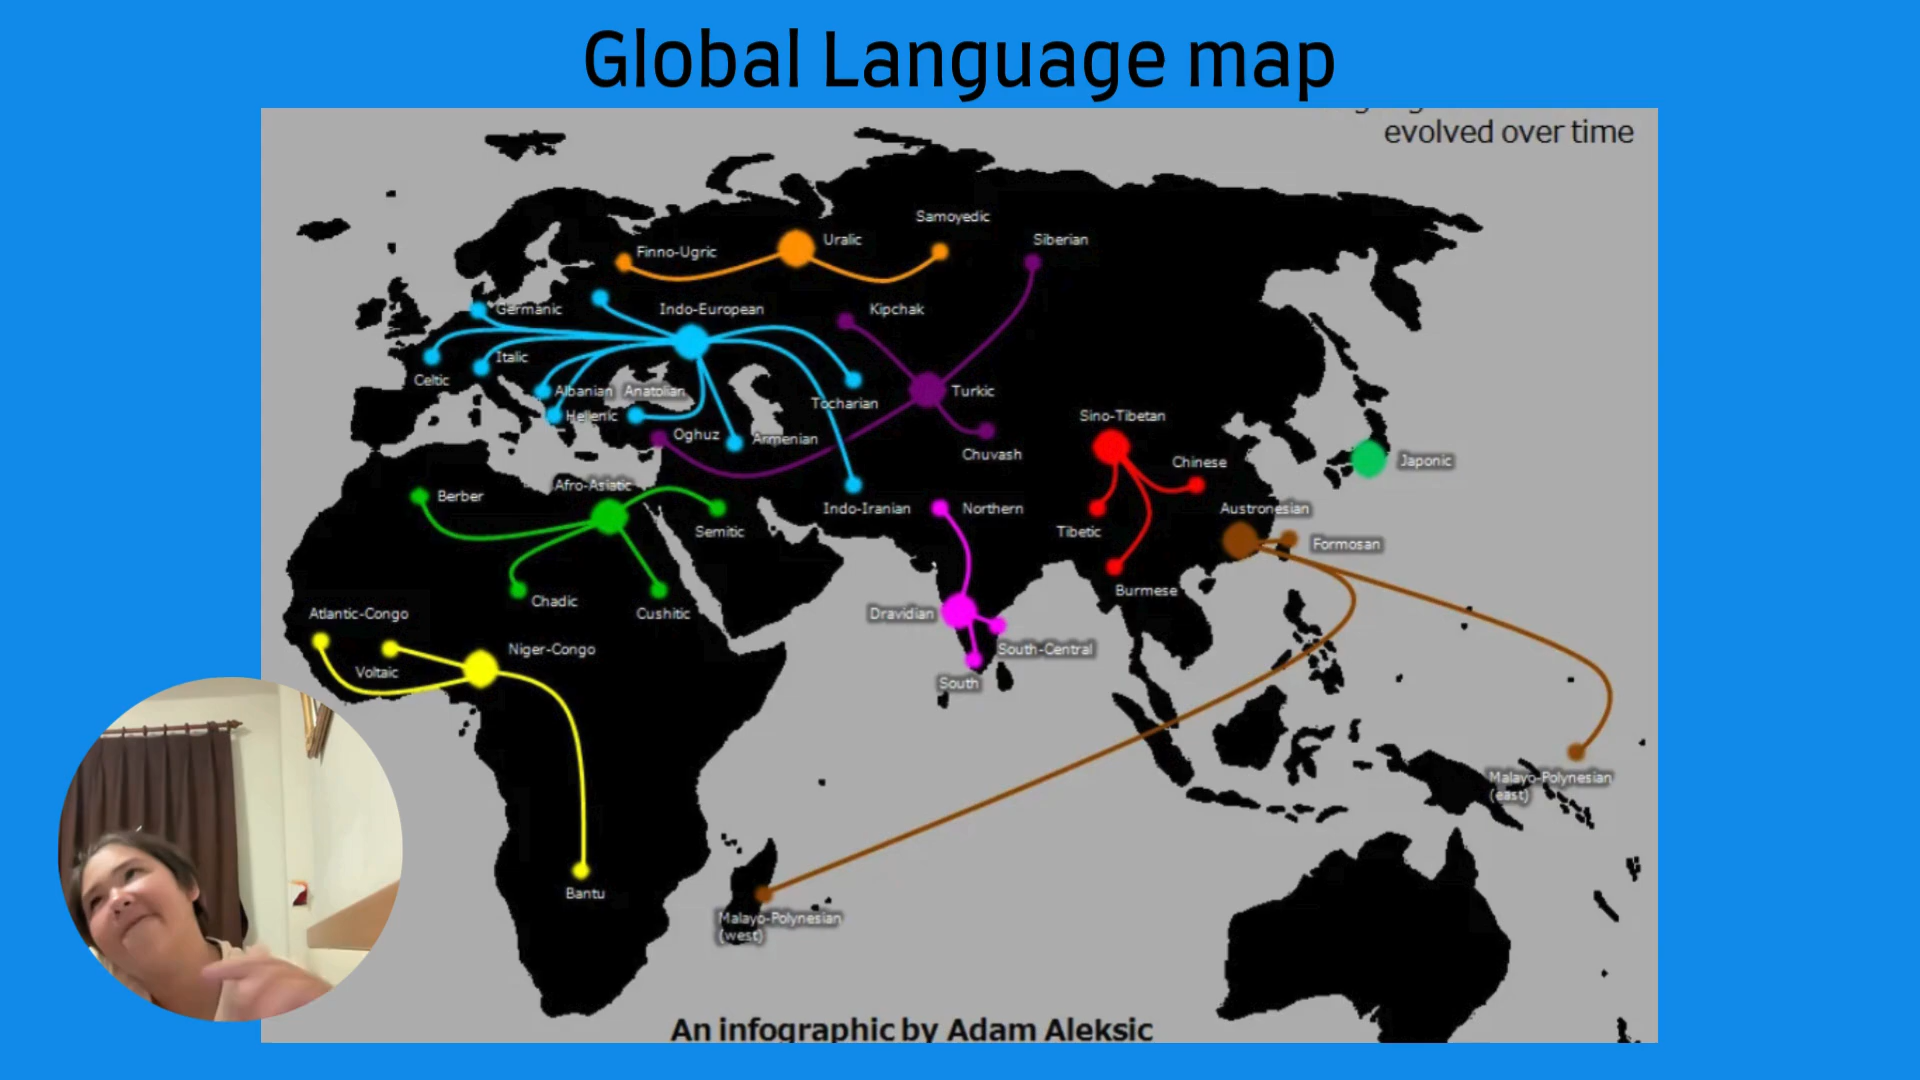 Global Language map
evolved over time
Samoyedic
Uralic
Siberian
Finno-Ugric
Germanic
Indo-European
Kipchak
Italic
Celtic
Albanian
Anatolian
Tocharian
Turkic
Hellenic
Oghuz
Armenian
Chuvash
Sino-Tibetan
Chinese
Japonic
Berber
Afro-Asiatic
Semitic
Indo-Iranian
Northern
Tibetic
Austronesian
Formosan
Chadic
Cushitic
Burmese
Atlantic-Congo
Dravidian
Niger-Congo
South-Central
Voltaic
South
Malayo-Polynesian
(east)
Bantu
Malayo-Polynesian
(west)
An infographic by Adam Aleksic